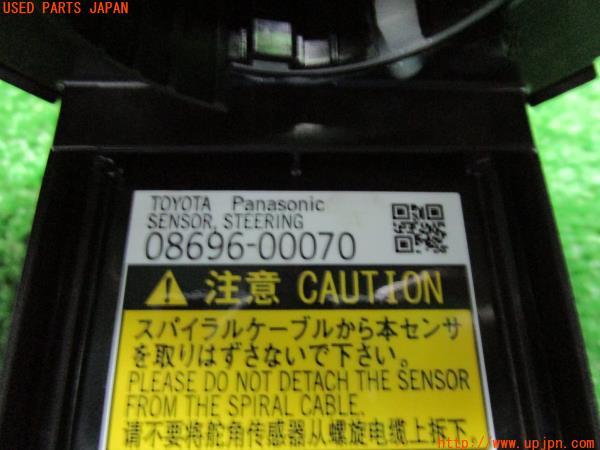 USED PARTS JAPAN
TOYOTA Panasonic
SENSOR, STEERING
08696-00070
注意 CAUTION
スパイラルケーブルから本センサ
を取りはずさないで下さい。
PLEASE DO NOT DETACH THE SENSOR
FROM THE SPIRAL CABLE.
请不要将舵角传感器从螺旋电缆上拆下
http://www.upjpn.com/